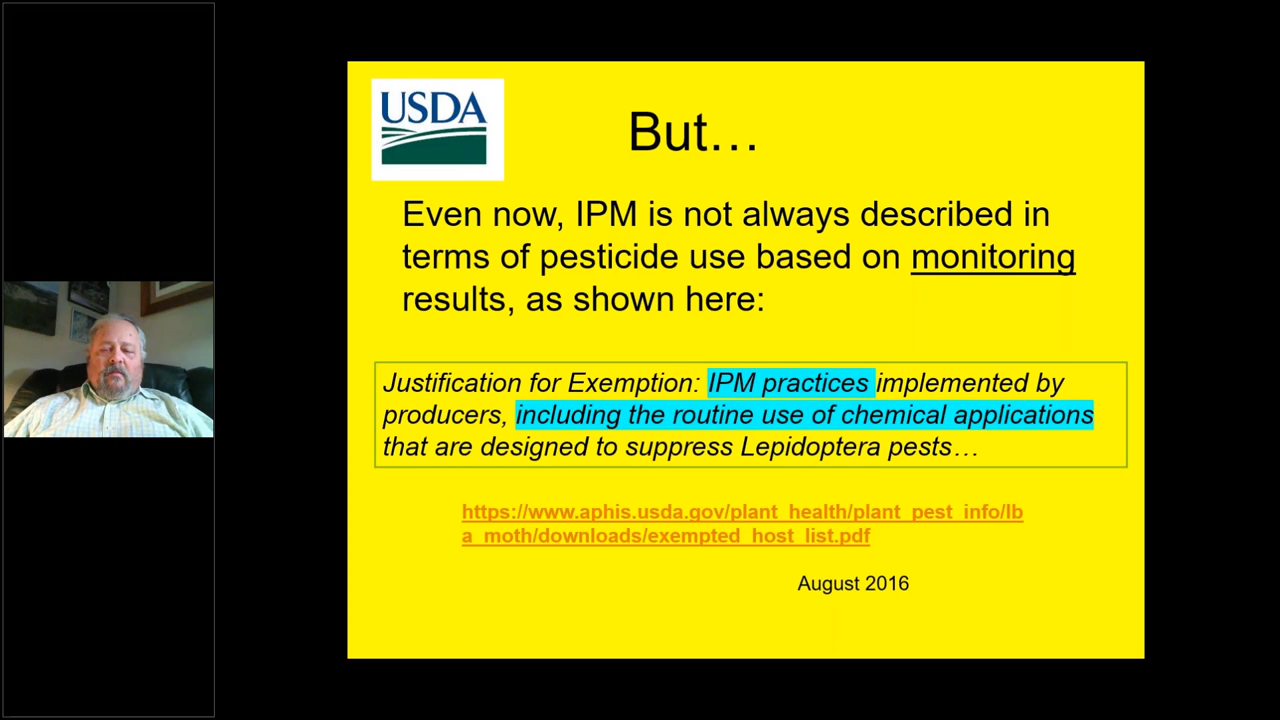 USDA
But…
Even now, IPM is not always described in
terms of pesticide use based on monitoring
results, as shown here:
Justification for Exemption: IPM practices implemented by
producers, including the routine use of chemical applications
that are designed to suppress Lepidoptera pests…
https://www.aphis.usda.gov/plant_health/plant_pest_info/lb
a_moth/downloads/exempted_host_list.pdf
August 2016